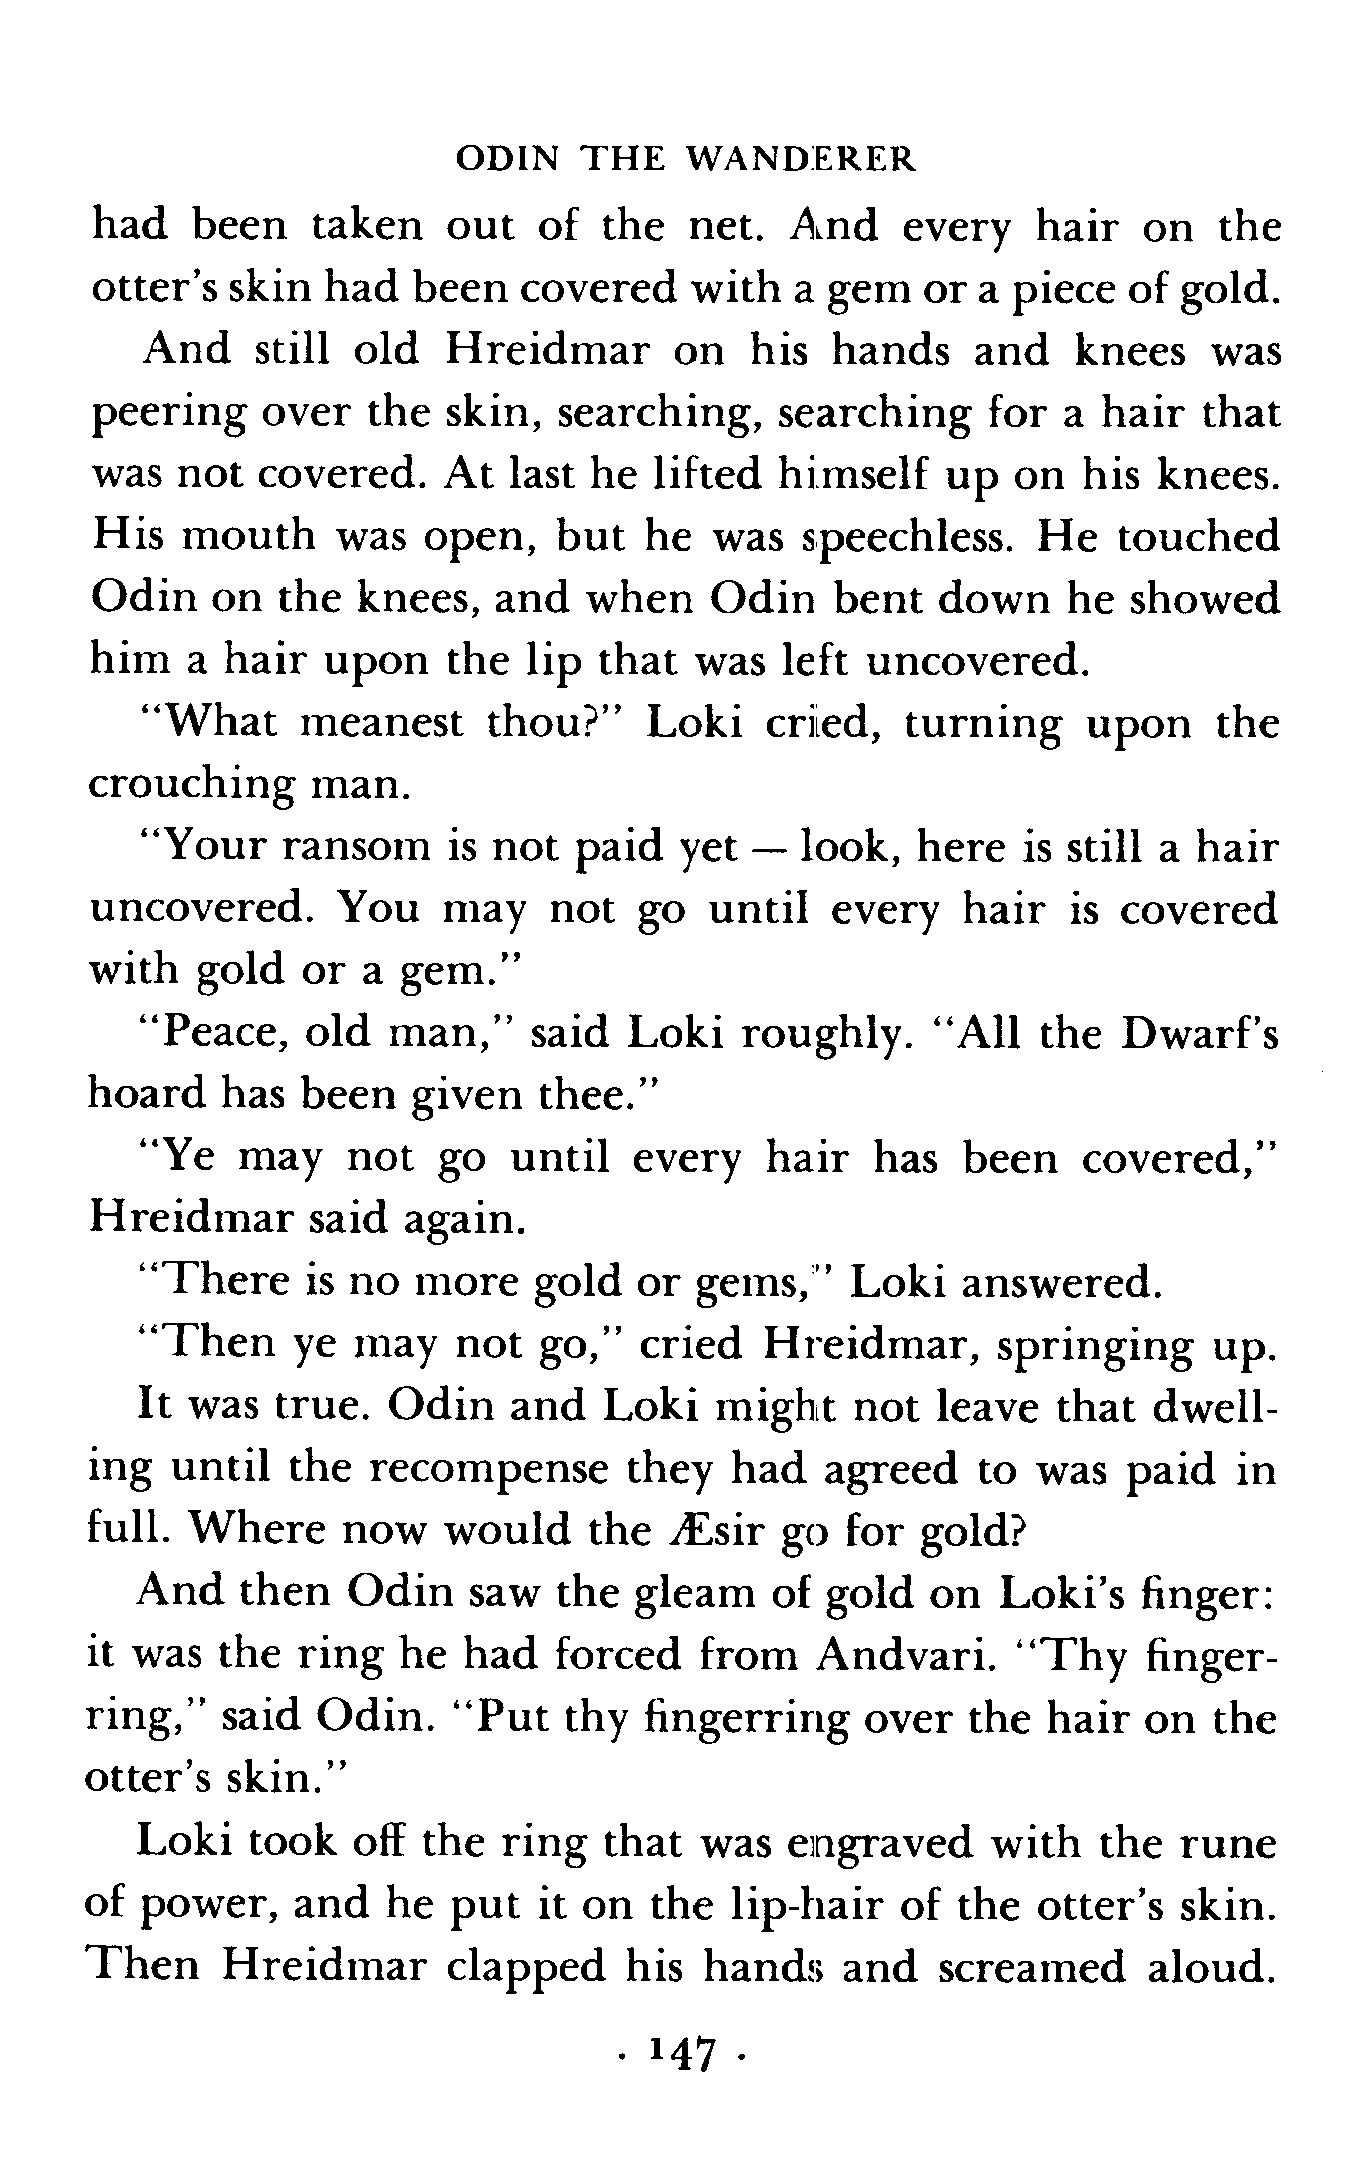 ODIN THE WANDERER
had been taken out of the net. And every hair on the
otter's skin had been covered with a gem or a piece of gold.
And still old Hreidmar on his hands and knees was
peering over the skin, searching, searching for a hair that
was not covered. At last he lifted himself up on his knees.
His mouth was open, but he was speechless. He touched
Odin on the knees, and when Odin bent down he showed
him a hair upon the lip that was left uncovered.
"What meanest thou?" Loki cried, turning upon the
crouching man.
"Your ransom is not paid yet — look, here is still a hair
uncovered. You may not go until every hair is covered
with gold or a gem."
"Peace, old man," said Loki roughly. "All the Dwarf's
hoard has been given thee."
"Ye may not go until every hair has been covered,"
Hreidmar said again.
"There is no more gold or gems," Loki answered.
"Then ye may not go," cried Hreidmar, springing up.
It was true. Odin and Loki might not leave that dwell-
ing until the recompense they had agreed to was paid in
full. Where now would the Æsir go for gold?
And then Odin saw the gleam of gold on Loki's finger:
it was the ring he had forced from Andvari. "Thy finger-
ring," said Odin. "Put thy fingerring over the hair on the
otter's skin."
Loki took off the ring that was engraved with the rune
of power, and he put it on the lip-hair of the otter's skin.
Then Hreidmar clapped his hands and screamed aloud.
· 147 ·